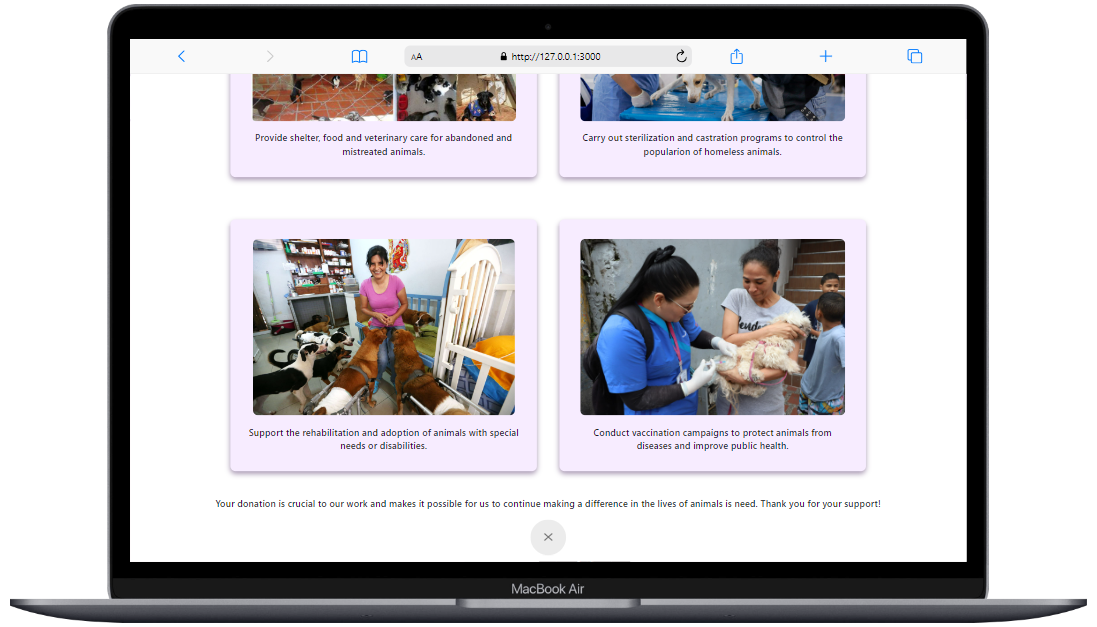 AA http://127.0.0.1:3000
Provide shelter, food and veterinary care for abandoned and
mistreated animals.
Carry out sterilization and castration programs to control the
popularion of homeless animals.
Support the rehabilitation and adoption of animals with special
needs or disabilities.
Conduct vaccination campaigns to protect animals from
diseases and improve public health.
Your donation is crucial to our work and makes it possible for us to continue making a difference in the lives of animals is need. Thank you for your support!
MacBook Air